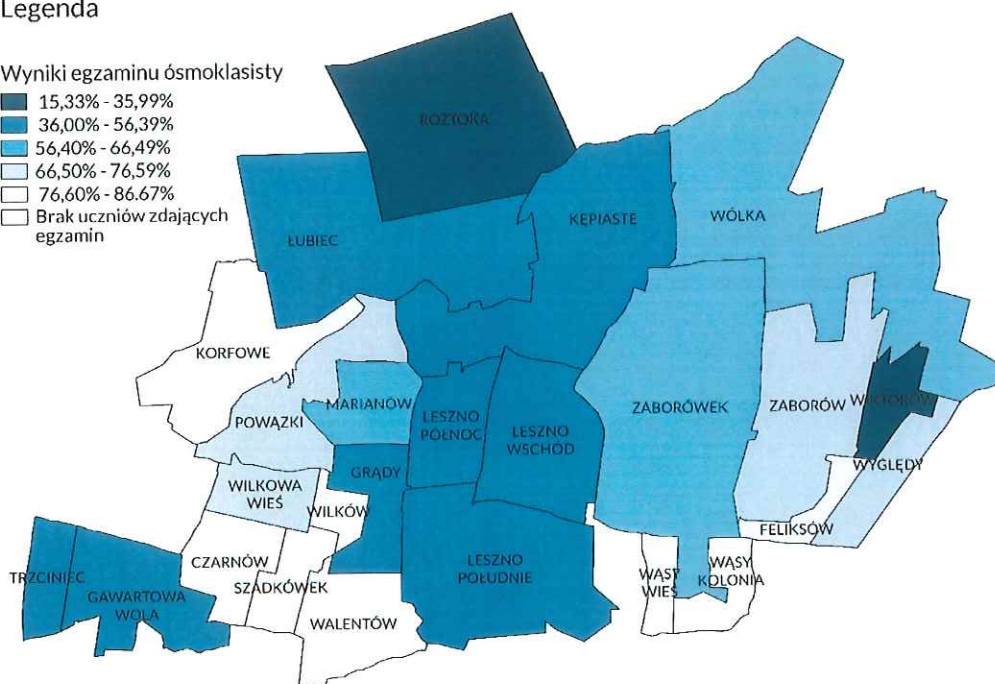 Legenda
Wyniki egzaminu ósmoklasisty
15,33% - 35,99%
36,00% - 56,39%
56,40% - 66,49%
66,50% - 76,59%
76,60% - 86.67%
Brak uczniów zdających
egzamin
ROZTOKA
KĘPIASTE
WÓLKA
ŁUBIEC
KORFOWE
MARIANÓW
POWĄZKI
LESZNO
PÓŁNOC
LESZNO
WSCHÓD
ZABORÓWEK
ZABORÓW
WIKTORÓW
WYGLĘDY
GRĄDY
WILKOWA
WIEŚ
WILKÓW
FELIKSÓW
CZARNÓW
SZADKÓWEK
LESZNO
POŁUDNIE
WĄSY
WIEŚ
WĄSY
KOLONIA
TRZCINIEC
GAWARTOWA
WOLA
WALENTÓW